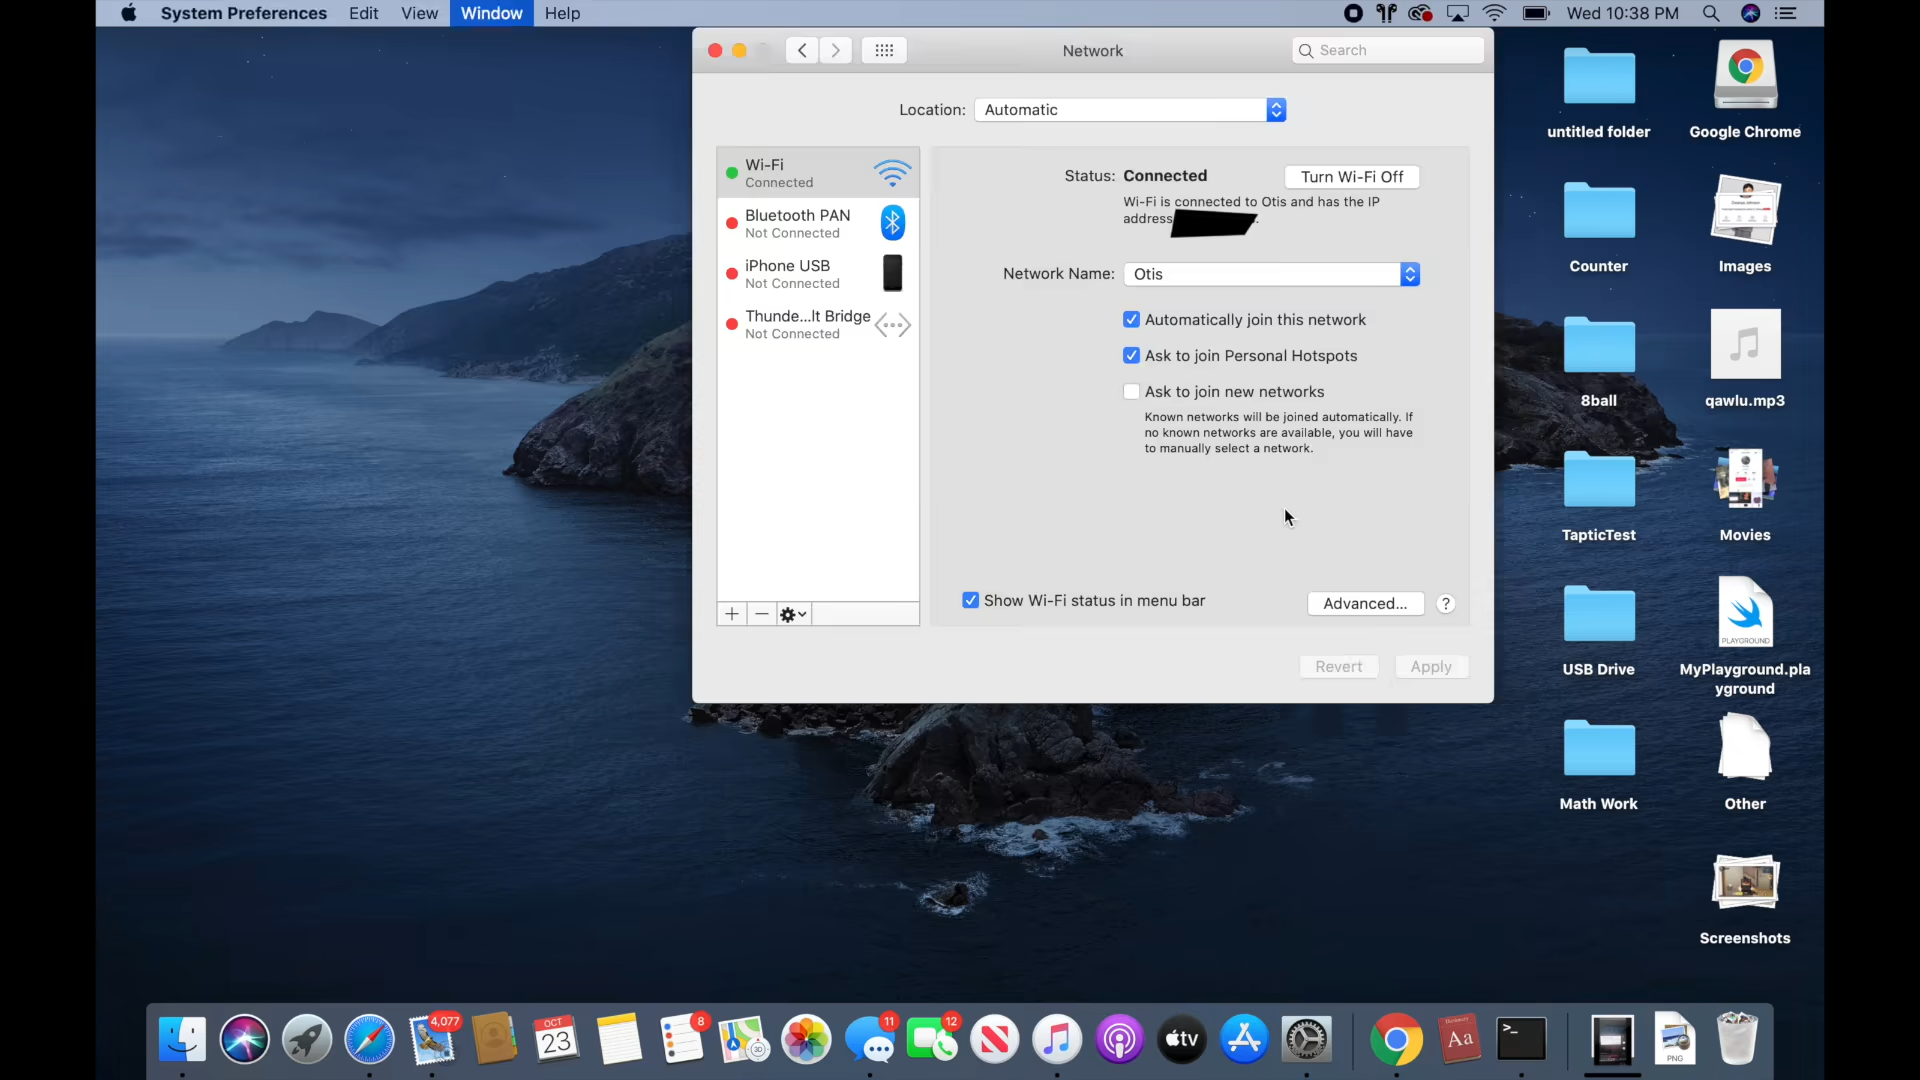 System Preferences Edit View Window Help
Wed 10:38 PM
Network
Search
Location: Automatic
Wi-Fi
Connected
Bluetooth PAN
Not Connected
iPhone USB
Not Connected
Thunde...lt Bridge
Not Connected
Status: Connected
Turn Wi-Fi Off
Wi-Fi is connected to Otis and has the IP
address
Network Name: Otis
Automatically join this network
Ask to join Personal Hotspots
Ask to join new networks
Known networks will be joined automatically. If
no known networks are available, you will have
to manually select a network.
Show Wi-Fi status in menu bar
Advanced...
?
Revert
Apply
untitled folder
Google Chrome
Counter
Images
8ball
qawlu.mp3
TapticTest
Movies
USB Drive
PLAYGROUND
MyPlayground.pla
yground
Math Work
Other
Screenshots
4,077
OCT
23
8
3D
11
12
tv
Aa
>_
PNG